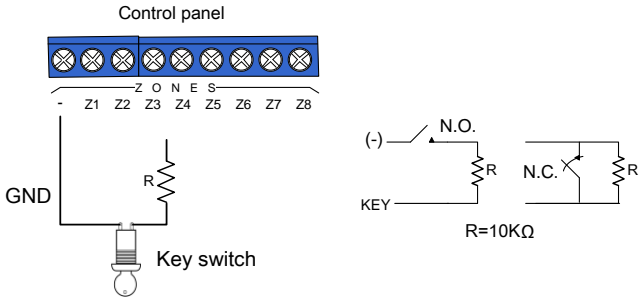 Control panel
Z O N E S
- Z1 Z2 Z3 Z4 Z5 Z6 Z7 Z8
R
GND
Key switch
(-) N.O.
R
N.C.
R
KEY
R=10KΩ